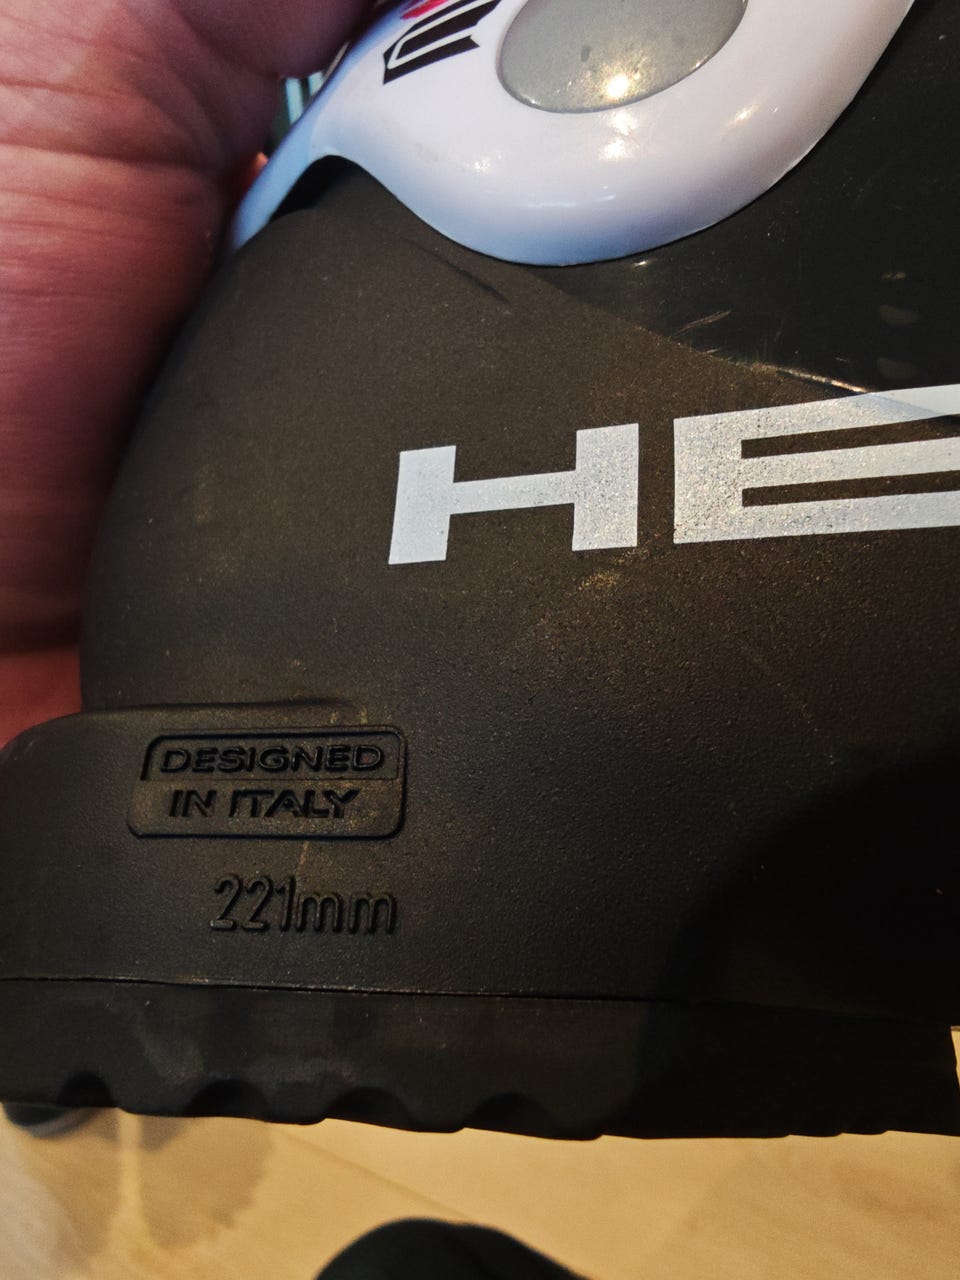 HE
DESIGNED
IN ITALY
221mm